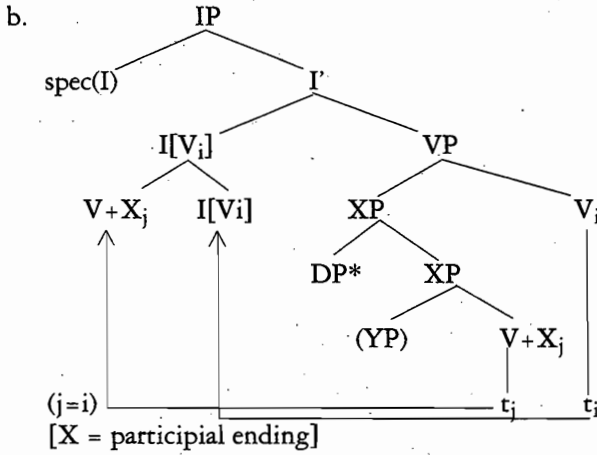 b. IP
spec(I) I'
I[Vᵢ] VP
V+Xⱼ I[Vi] XP Vᵢ
DP* XP
(YP) V+Xⱼ
(j=i) tⱼ tᵢ
[X = participial ending]